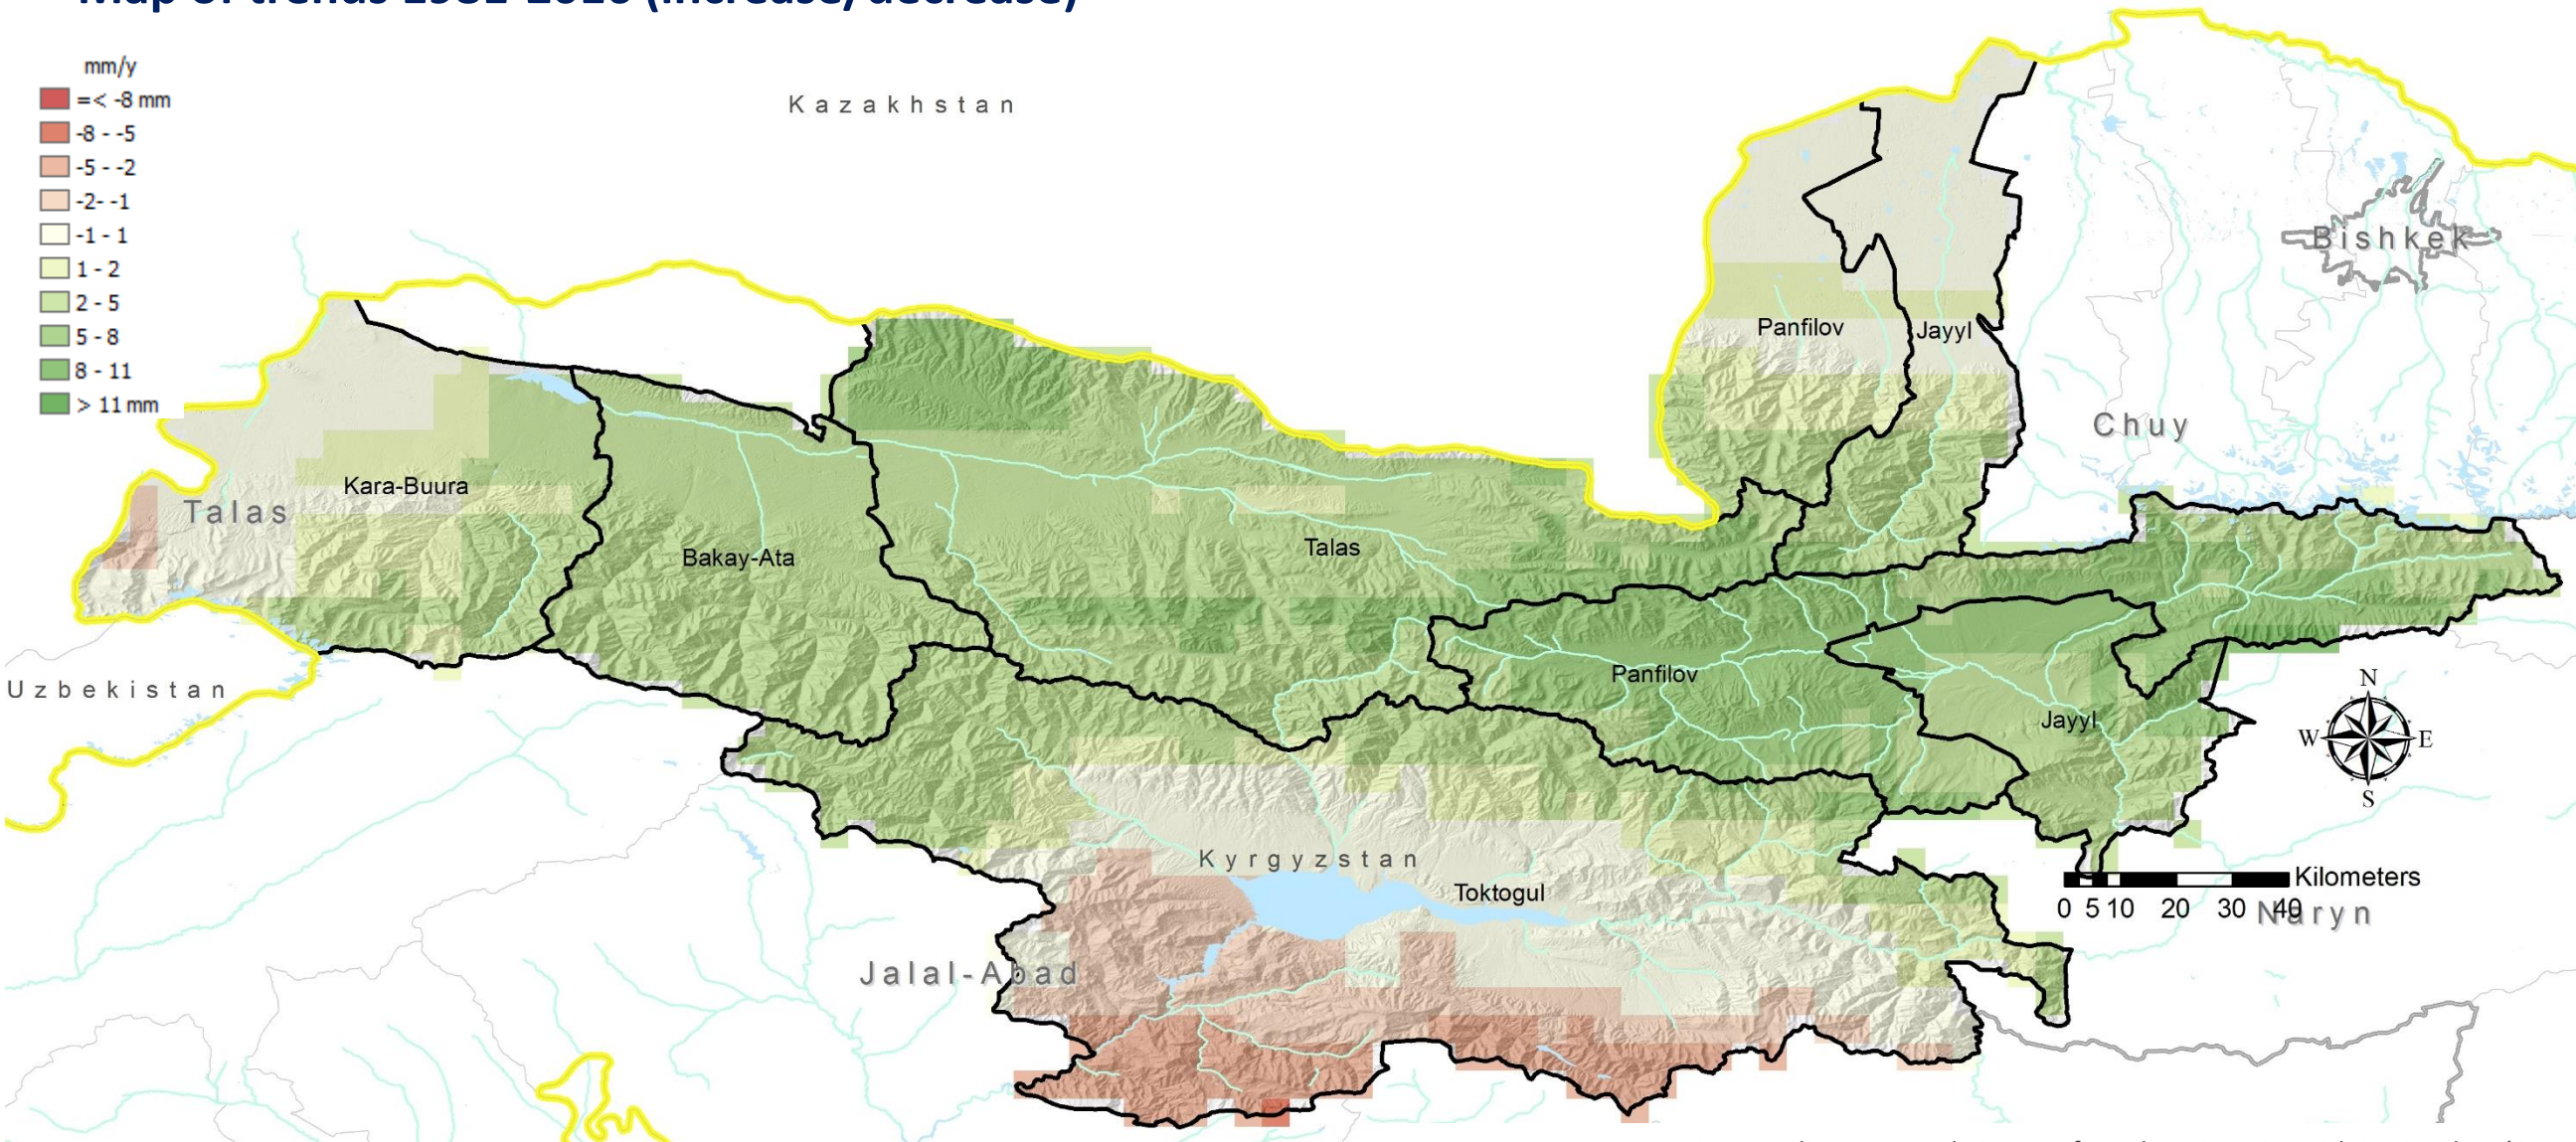 mm/y
=< -8 mm
-8 - -5
-5 - -2
-2- -1
-1 - 1
1 - 2
2 - 5
5 - 8
8 - 11
> 11 mm
Kazakhstan
Bishkek
Panfilov
Jayyl
Chuy
Kara-Buura
Talas
Bakay-Ata
Talas
Uzbekistan
Panfilov
Jayyl
N
W E
S
Kyrgyzstan
Toktogul
Kilometers
0 5 10 20 30 40
Naryn
Jalal-Abad